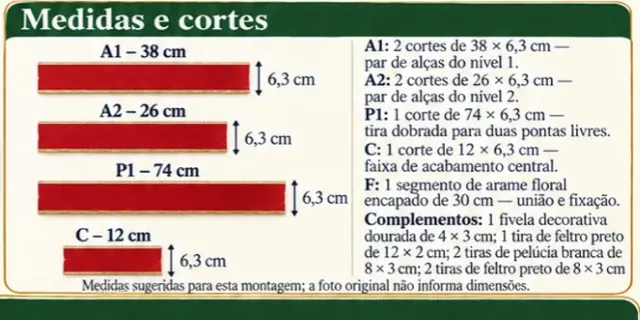 Medidas e cortes
A1 – 38 cm
6,3 cm
A2 – 26 cm
6,3 cm
P1 – 74 cm
6,3 cm
C – 12 cm
6,3 cm
A1: 2 cortes de 38 × 6,3 cm —
par de alças do nível 1.
A2: 2 cortes de 26 × 6,3 cm —
par de alças do nível 2.
P1: 1 corte de 74 × 6,3 cm —
tira dobrada para duas pontas livres.
C: 1 corte de 12 × 6,3 cm —
faixa de acabamento central.
F: 1 segmento de arame floral
encapado de 30 cm — união e fixação.
Complementos: 1 fivela decorativa
dourada de 4 × 3 cm; 1 tira de feltro preto
de 12 × 2 cm; 2 tiras de pelúcia branca de
8 × 3 cm; 2 tiras de feltro preto de 8 × 3 cm
Medidas sugeridas para esta montagem; a foto original não informa dimensões.